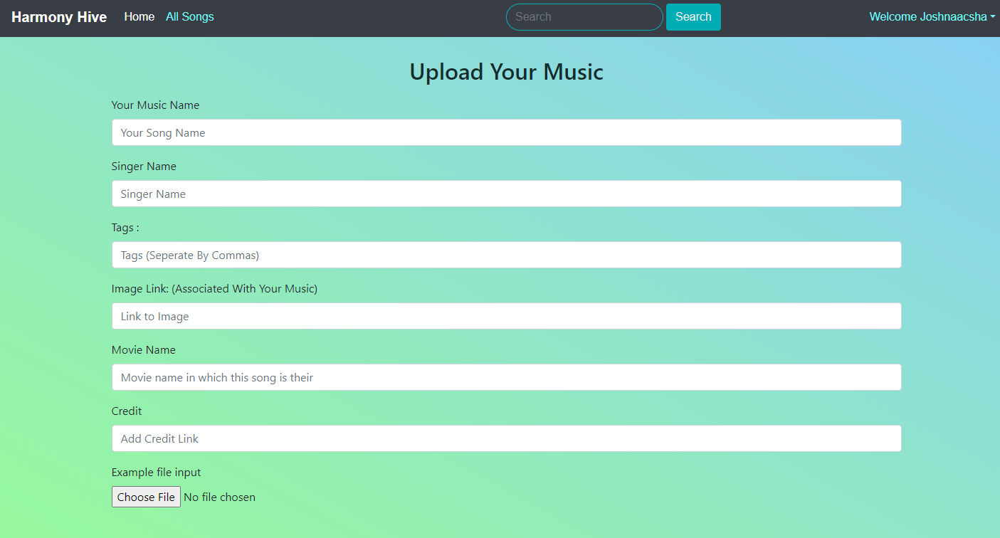 Harmony Hive Home All Songs Search Search Welcome Joshnaacsha
Upload Your Music
Your Music Name
Your Song Name
Singer Name
Singer Name
Tags :
Tags (Seperate By Commas)
Image Link: (Associated With Your Music)
Link to Image
Movie Name
Movie name in which this song is their
Credit
Add Credit Link
Example file input
Choose File No file chosen